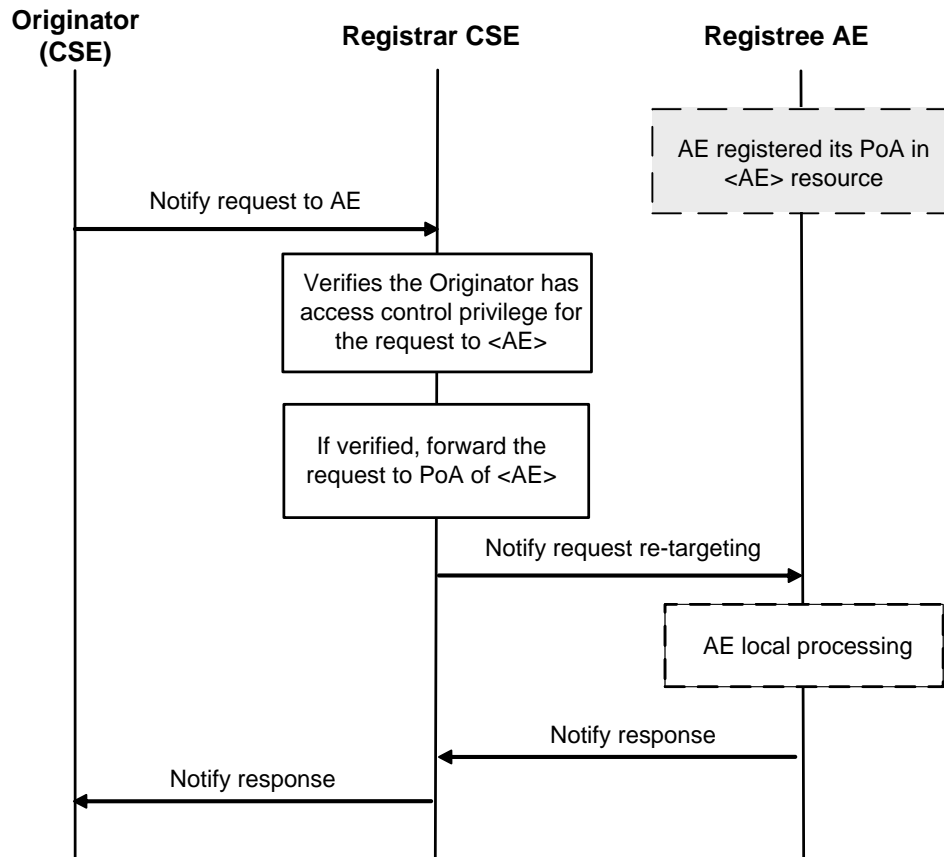 Originator
(CSE)
Registrar CSE
Registree AE
AE registered its PoA in
<AE> resource
Notify request to AE
Verifies the Originator has
access control privilege for
the request to <AE>
If verified, forward the
request to PoA of <AE>
Notify request re-targeting
AE local processing
Notify response
Notify response